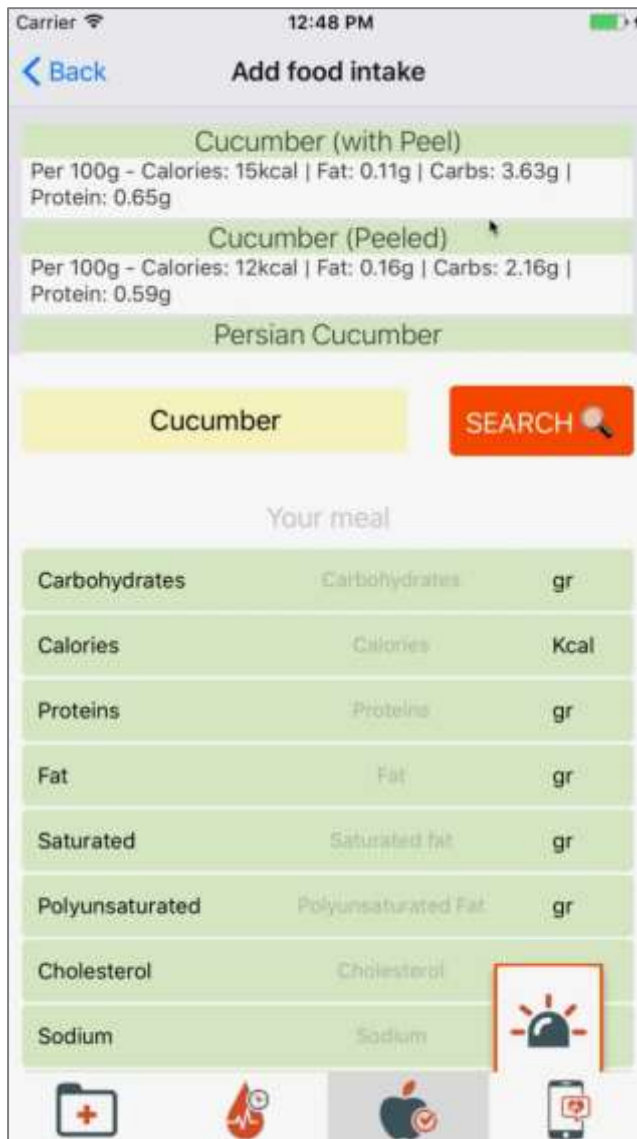 Carrier 12:48 PM
Back Add food intake
Cucumber (with Peel)
Per 100g - Calories: 15kcal | Fat: 0.11g | Carbs: 3.63g |
Protein: 0.65g
Cucumber (Peeled)
Per 100g - Calories: 12kcal | Fat: 0.16g | Carbs: 2.16g |
Protein: 0.59g
Persian Cucumber
Cucumber SEARCH
Your meal
Carbohydrates Carbohydrates gr
Calories Calories Kcal
Proteins Proteins gr
Fat Fat gr
Saturated Saturated fat gr
Polyunsaturated Polyunsaturated Fat gr
Cholesterol Cholesterol
Sodium Sodium